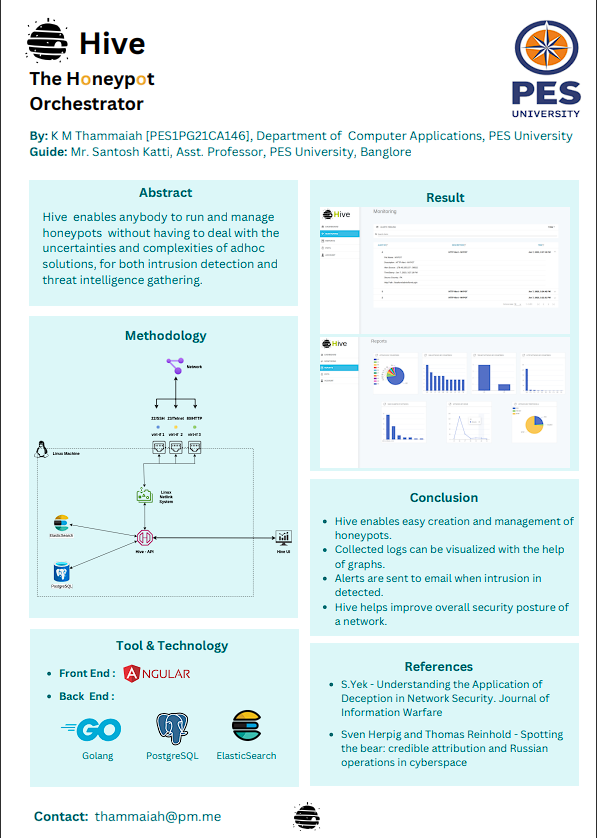 Hive
The Honeypot
Orchestrator
PES
UNIVERSITY
By: K M Thammaiah [PES1PG21CA146], Department of Computer Applications, PES University
Guide: Mr. Santosh Katti, Asst. Professor, PES University, Banglore
Abstract
Hive enables anybody to run and manage
honeypots without having to deal with the
uncertainties and complexities of adhoc
solutions, for both intrusion detection and
threat intelligence gathering.
Methodology
Network
22/SSH 23/Telnet 80/HTTP
virt-if 1 virt-if 2 virt-if 3
Linux Machine
Linux
Netlink
System
ElasticSearch
Hive - API
Hive UI
PostgreSQL
Tool & Technology
Front End :
ANGULAR
Back End :
GO
Golang
PostgreSQL
ElasticSearch
Result
Hive
Monitoring
Hive
Reports
Conclusion
Hive enables easy creation and management of
honeypots.
Collected logs can be visualized with the help
of graphs.
Alerts are sent to email when intrusion in
detected.
Hive helps improve overall security posture of
a network.
References
S.Yek - Understanding the Application of
Deception in Network Security. Journal of
Information Warfare
Sven Herpig and Thomas Reinhold - Spotting
the bear: credible attribution and Russian
operations in cyberspace
Contact: thammaiah@pm.me